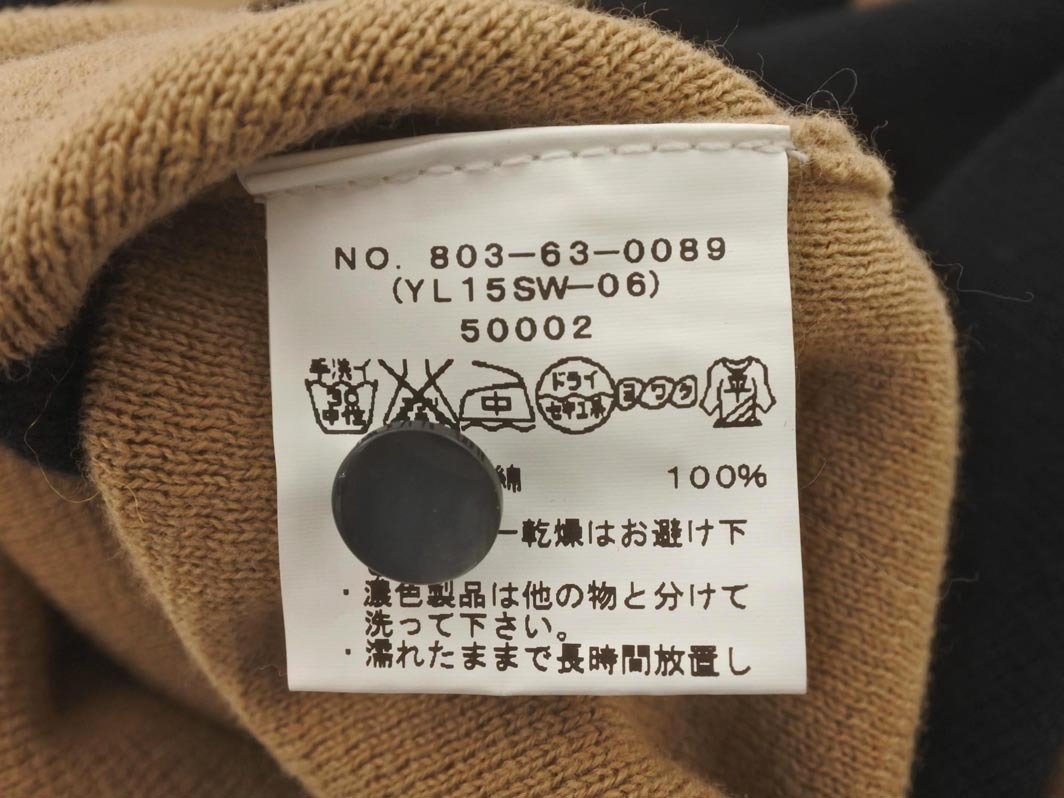 NO. 803-63-0089
(YL15SW-06)
50002
手洗イ
30
中性
中
ドライ
セキユ系
ヨワク
平
綿 100%
ー乾燥はお避け下
・濃色製品は他の物と分けて
洗って下さい。
・濡れたままで長時間放置し